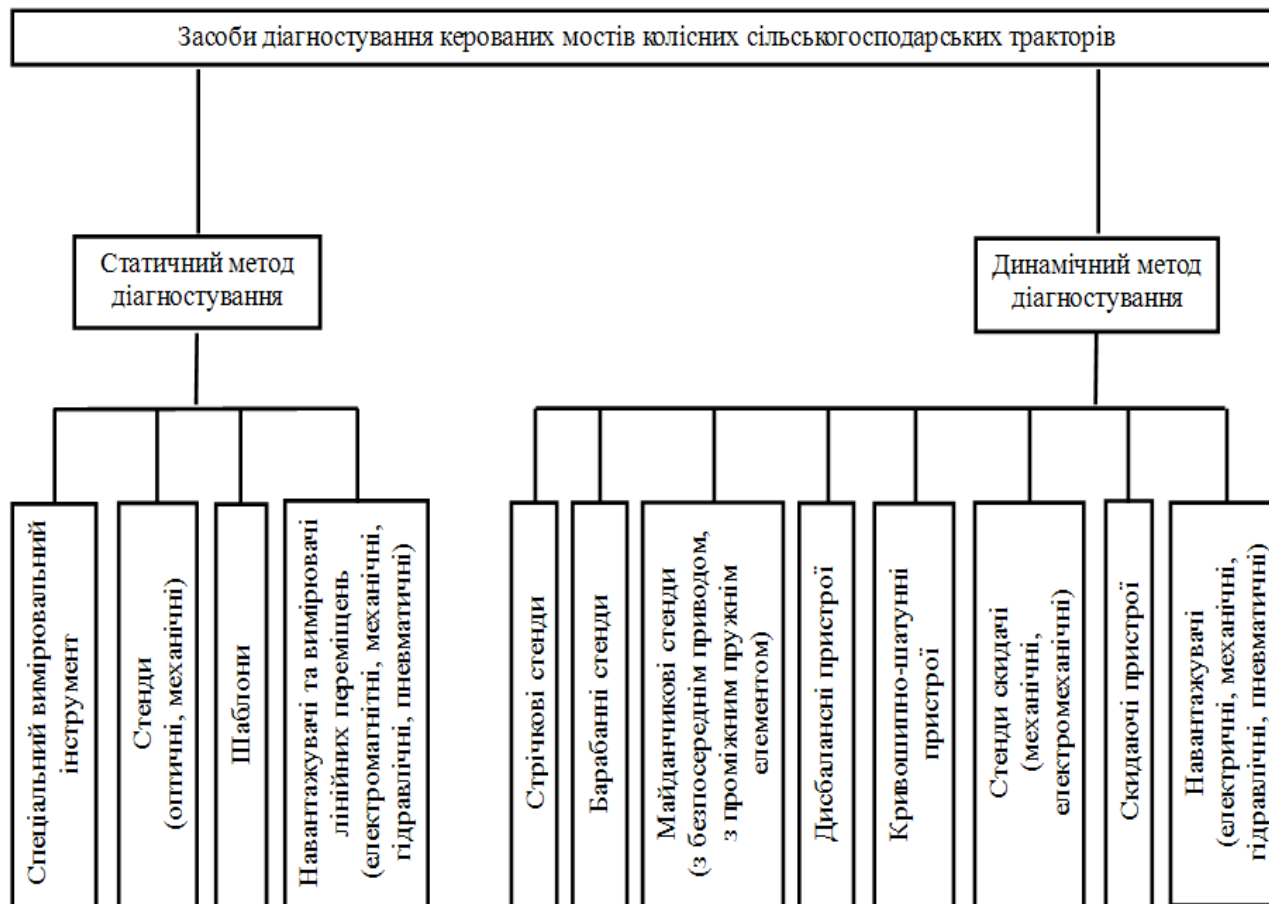 Засоби діагностування керованих мостів колісних сільськогосподарських тракторів
Статичний метод
діагностування
Динамічний метод
діагностування
Спеціальний вимірювальний
інструмент
Стенди
(оптичні, механічні)
Шаблони
Навантажувачі та вимірювачі
лінійних переміщень
(електромагнітні, механічні,
гідравлічні, пневматичні)
Стрічкові стенди
Барабанні стенди
Майданчикові стенди
(з безпосереднім приводом,
з проміжним пружнім
елементом)
Дисбалансні пристрої
Кривошипно-шатунні
пристрої
Стенди скидачі
(механічні,
електромеханічні)
Скидаючі пристрої
Навантажувачі
(електричні, механічні,
гідравлічні, пневматичні)